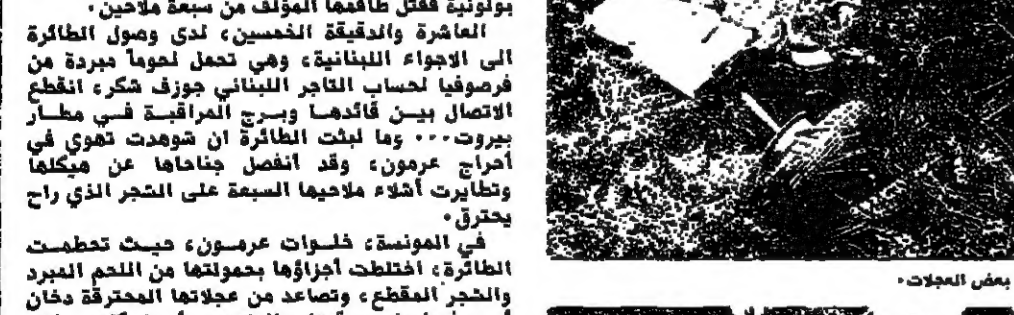 بولونية فقتل طاقمها المؤلف من سبعة ملاحين.
العاشرة والدقيقة الخمسين، لدى وصول الطائرة
الى الاجواء اللبنانية، وهي تحمل لحوماً مبردة من
فرصوفيا لحساب التاجر اللبناني جوزف شكر، انقطع
الاتصال بين قائدها وبرج المراقبة في مطار
بيروت... وما لبثت الطائرة ان شوهدت تهوي في
أحراج عرمون، وقد انفصل جناحاها عن هيكلها
وتطايرت أشلاء ملاحيها السبعة على الشجر الذي راح
يحترق.
في المونسة، خلوات عرمون، حيث تحطمت
الطائرة، اختلطت أجزاؤها بحمولتها من اللحم المبرد
والشجر المقطع، وتصاعد من عجلاتها المحترقة دخان
بعض العجلات.